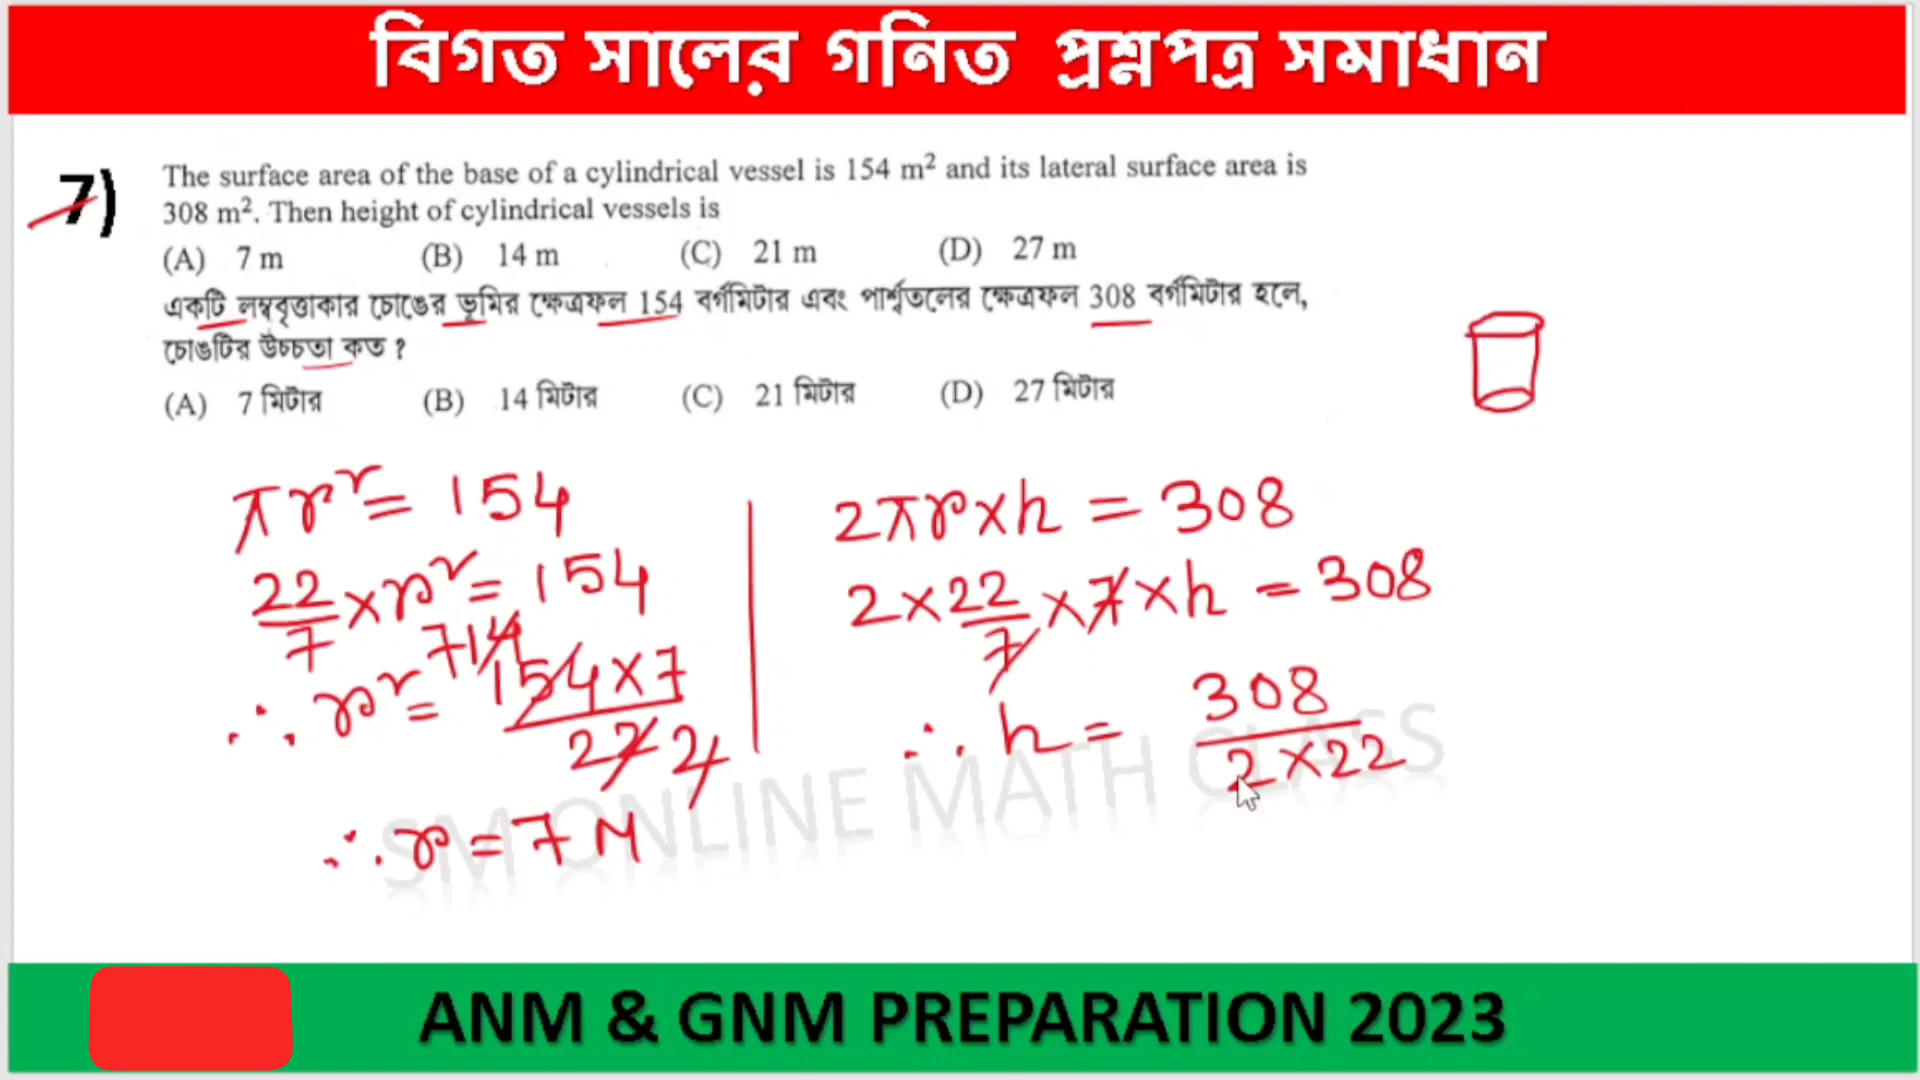 বিগত সালের গনিত প্রশ্নপত্র সমাধান
7) The surface area of the base of a cylindrical vessel is 154 m² and its lateral surface area is
308 m². Then height of cylindrical vessels is
(A) 7 m (B) 14 m (C) 21 m (D) 27 m
একটি লম্ববৃত্তাকার চোঙের ভূমির ক্ষেত্রফল 154 বর্গমিটার এবং পার্শ্বতলের ক্ষেত্রফল 308 বর্গমিটার হলে,
চোঙটির উচ্চতা কত ?
(A) 7 মিটার (B) 14 মিটার (C) 21 মিটার (D) 27 মিটার
πr² = 154
22/7 × r² = 154
7 14
∴ r² = 154×7/22 2
∴ r = 7 M
2πr×h = 308
2×22/7×7×h = 308
∴ h = 308/2×22
SM ONLINE MATH CLASS
ANM & GNM PREPARATION 2023